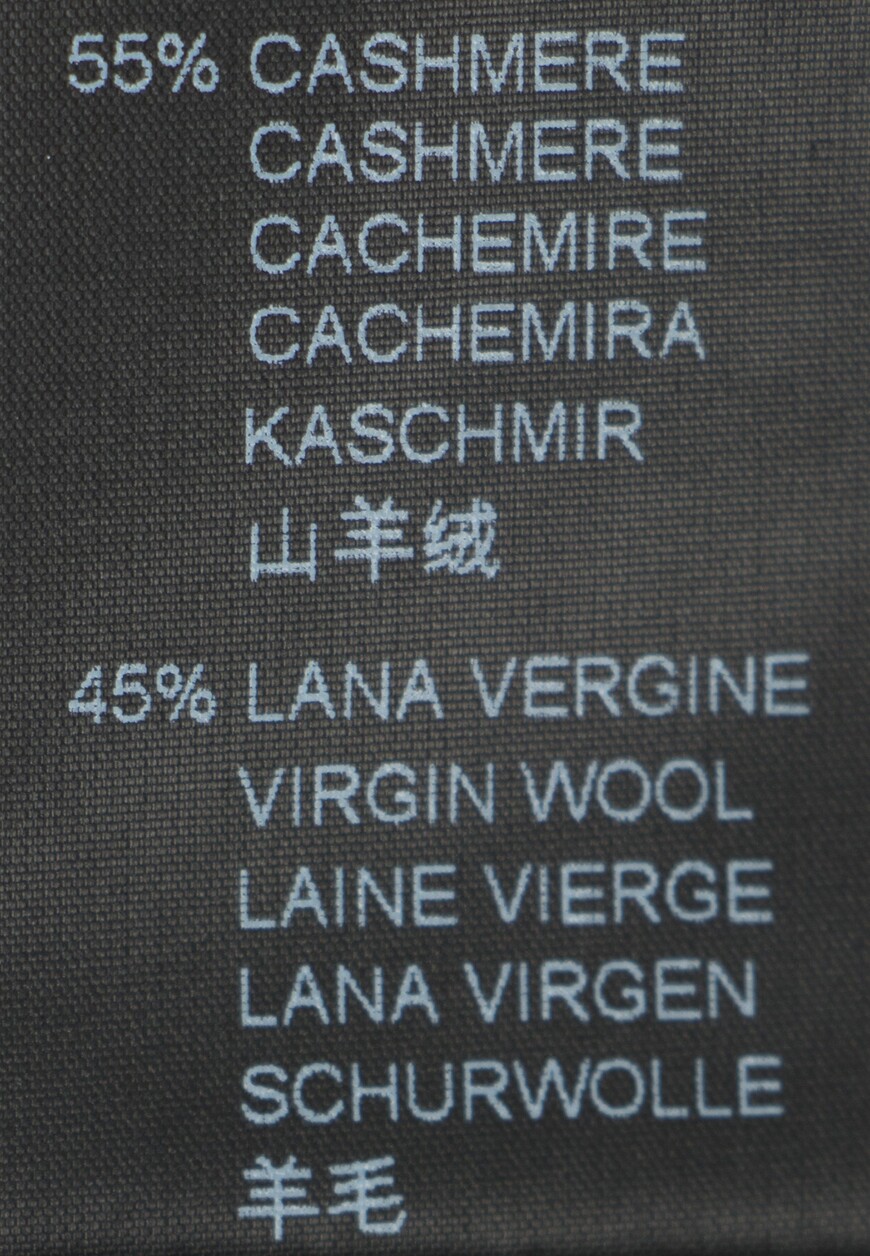 55% CASHMERE
CASHMERE
CACHEMIRE
CACHEMIRA
KASCHMIR
山羊绒
45% LANA VERGINE
VIRGIN WOOL
LAINE VIERGE
LANA VIRGEN
SCHURWOLLE
羊毛